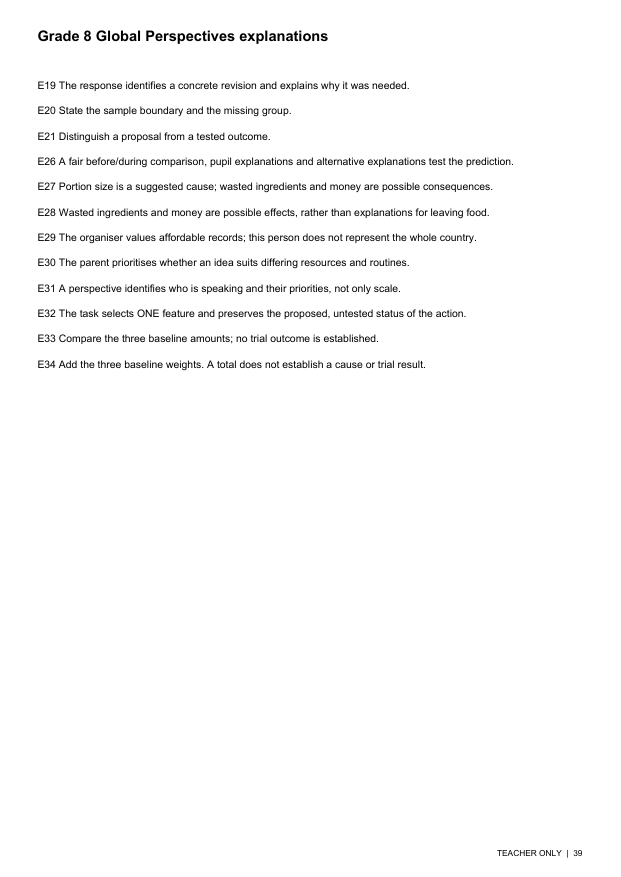 Grade 8 Global Perspectives explanations
E19 The response identifies a concrete revision and explains why it was needed.
E20 State the sample boundary and the missing group.
E21 Distinguish a proposal from a tested outcome.
E26 A fair before/during comparison, pupil explanations and alternative explanations test the prediction.
E27 Portion size is a suggested cause; wasted ingredients and money are possible consequences.
E28 Wasted ingredients and money are possible effects, rather than explanations for leaving food.
E29 The organiser values affordable records; this person does not represent the whole country.
E30 The parent prioritises whether an idea suits differing resources and routines.
E31 A perspective identifies who is speaking and their priorities, not only scale.
E32 The task selects ONE feature and preserves the proposed, untested status of the action.
E33 Compare the three baseline amounts; no trial outcome is established.
E34 Add the three baseline weights. A total does not establish a cause or trial result.
TEACHER ONLY | 39